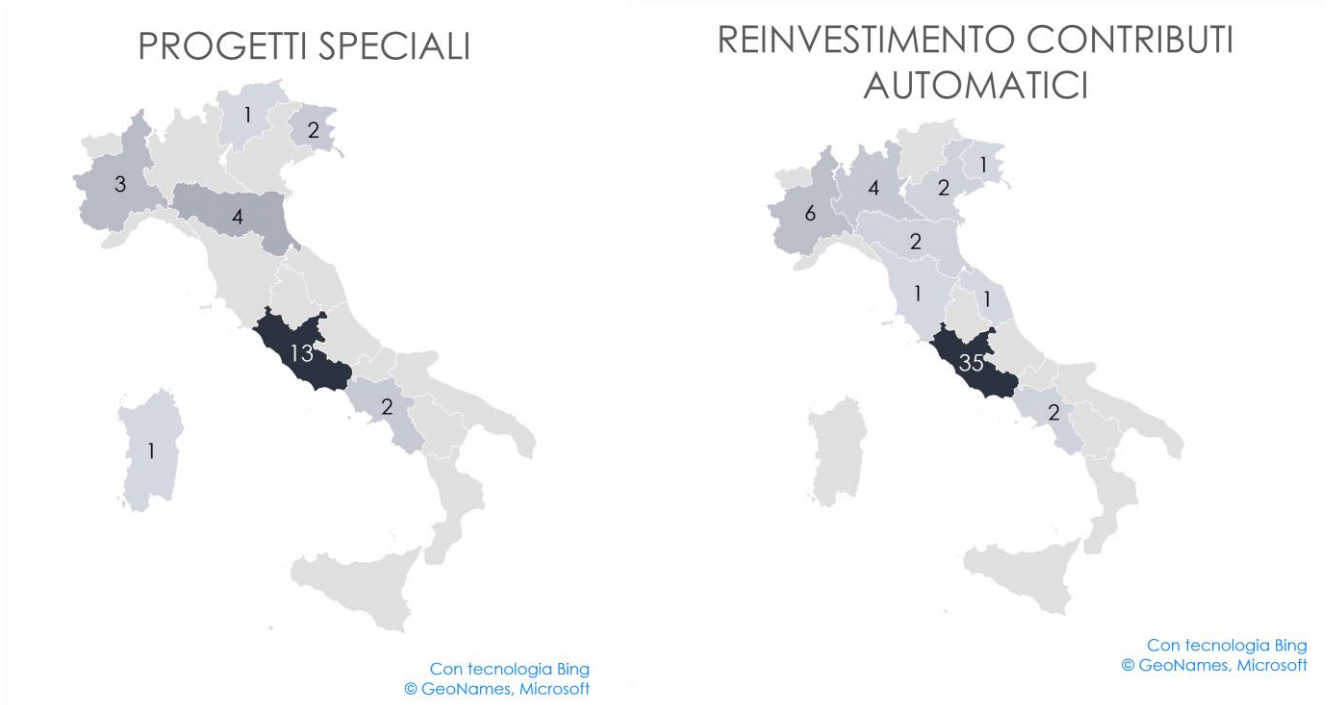 PROGETTI SPECIALI
1
2
3
4
13
2
1
Con tecnologia Bing
© GeoNames, Microsoft
REINVESTIMENTO CONTRIBUTI
AUTOMATICI
1
4
2
6
2
1
1
35
2
Con tecnologia Bing
© GeoNames, Microsoft